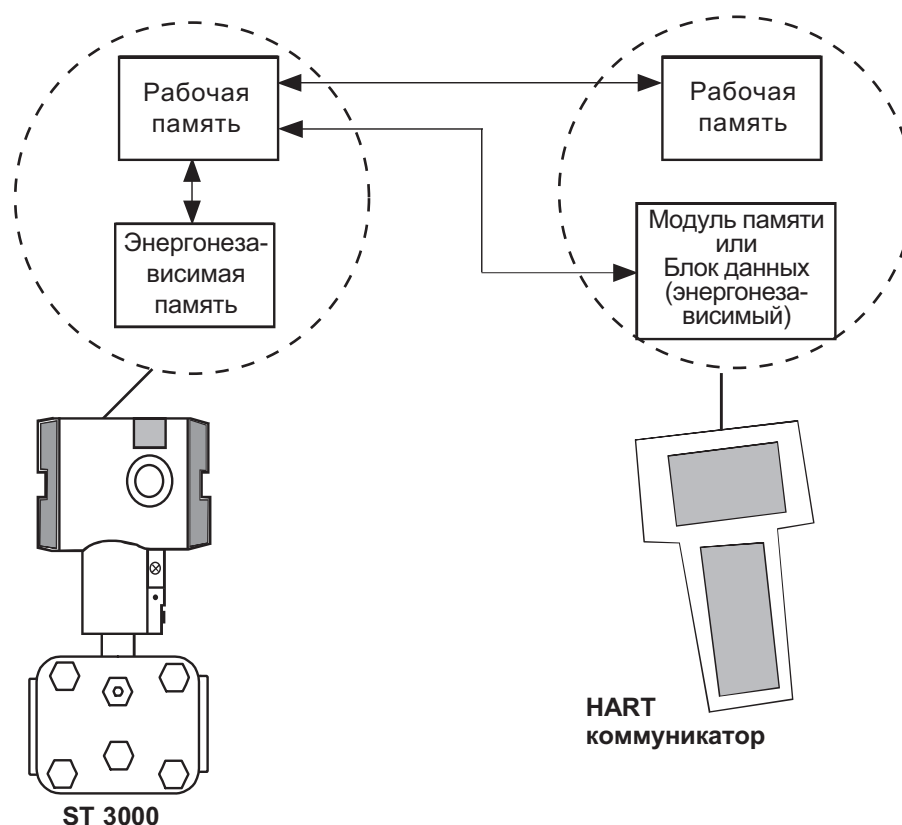 Рабочая
память
Рабочая
память
Энергонеза-
висимая
память
Модуль памяти
или
Блок данных
(энергонеза-
висимый)
HART
коммуникатор
ST 3000